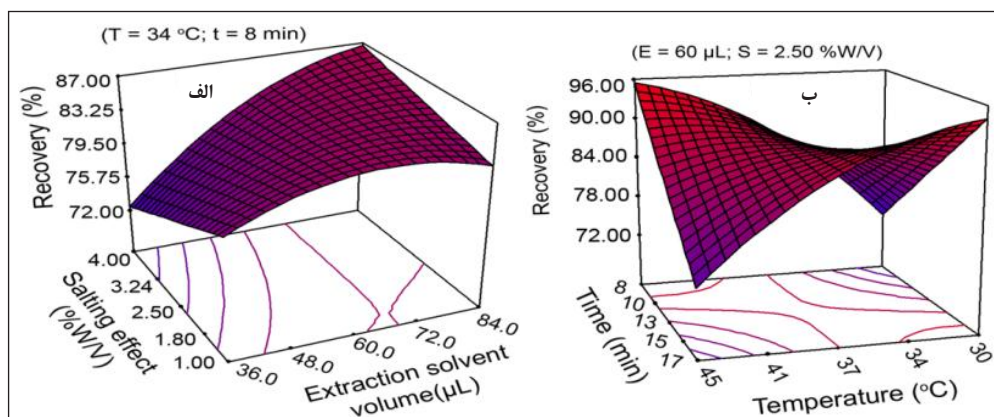 (T = 34 °C; t = 8 min)
الف
87.00
83.25
79.50
75.75
72.00
Recovery (%)
4.00
3.24
2.50
1.80
1.00
Salting effect
(%W/V)
36.0
48.0
60.0
72.0
84.0
Extraction solvent
volume(µL)
(E = 60 µL; S = 2.50 %W/V)
ب
96.00
90.00
84.00
78.00
72.00
Recovery (%)
8
10
13
15
17
Time (min)
45
41
37
34
30
Temperature (°C)